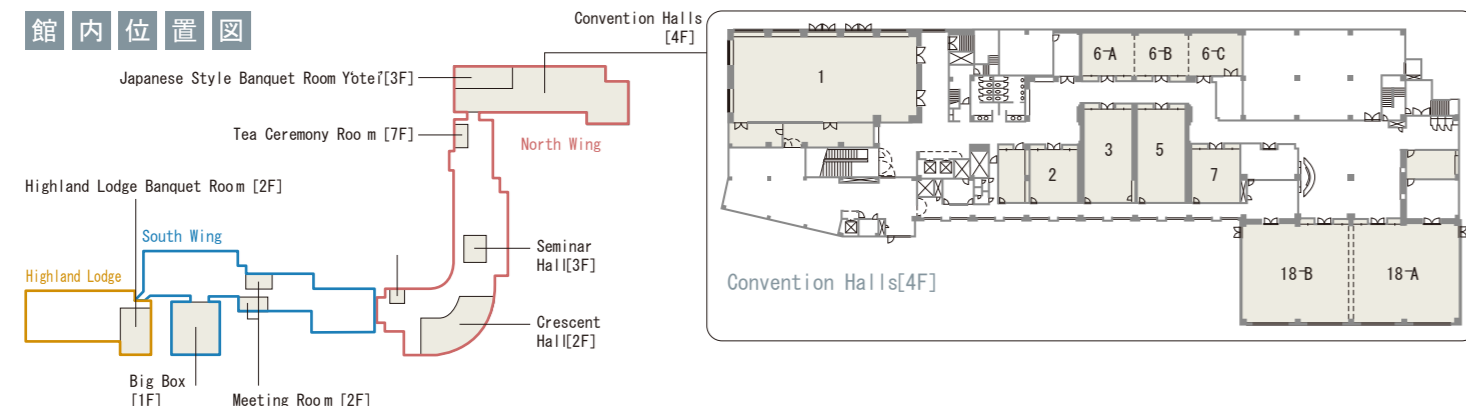 館内位置図
Convention Halls
[4F]
Japanese Style Banquet Room Yotei[3F]
Tea Ceremony Room [7F]
North Wing
Highland Lodge Banquet Room [2F]
South Wing
Highland Lodge
Seminar
Hall[3F]
Crescent
Hall[2F]
Big Box
[1F]
Meeting Room [2F]
1
6-A
6-B
6-C
2
3
5
7
18-B
18-A
Convention Halls[4F]